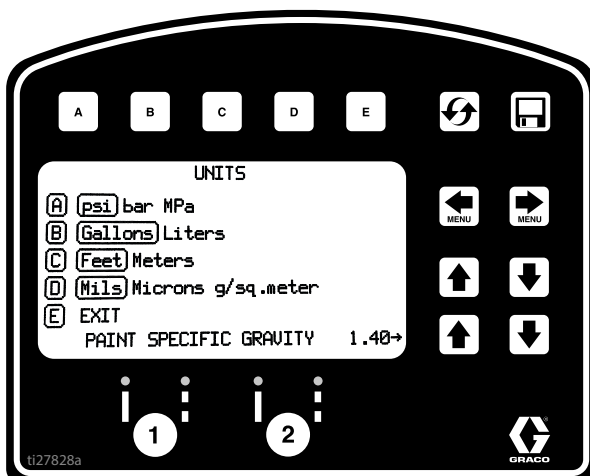 A B C D E
UNITS
A psi bar MPa
B Gallons Liters
C Feet Meters
D Mils Microns g/sq.meter
E EXIT
PAINT SPECIFIC GRAVITY 1.40→
MENU MENU
1 2
ti27828a
GRACO